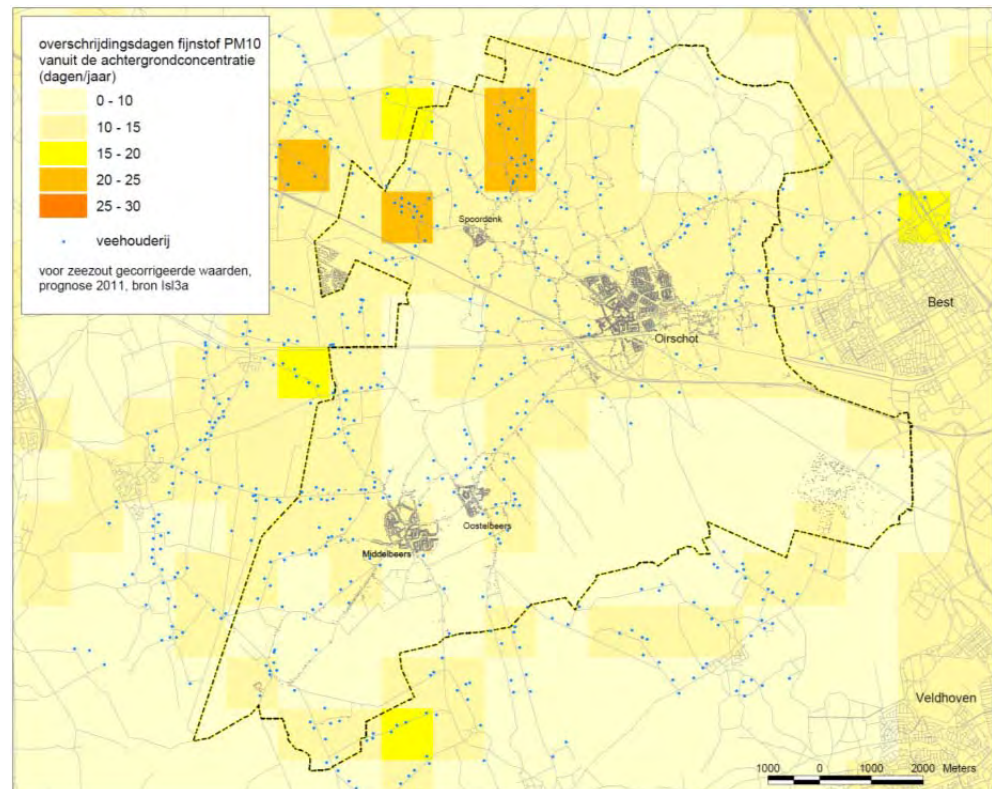 overschrijdingsdagen fijnstof PM10
vanuit de achtergrondconcentratie
(dagen/jaar)
0 - 10
10 - 15
15 - 20
20 - 25
25 - 30
veehouderij
voor zeezout gecorrigeerde waarden,
prognose 2011, bron Isl3a
Spoordenk
Best
Oirschot
Oostelbeers
Middelbeers
Veldhoven
1000 0 1000 2000 Meters